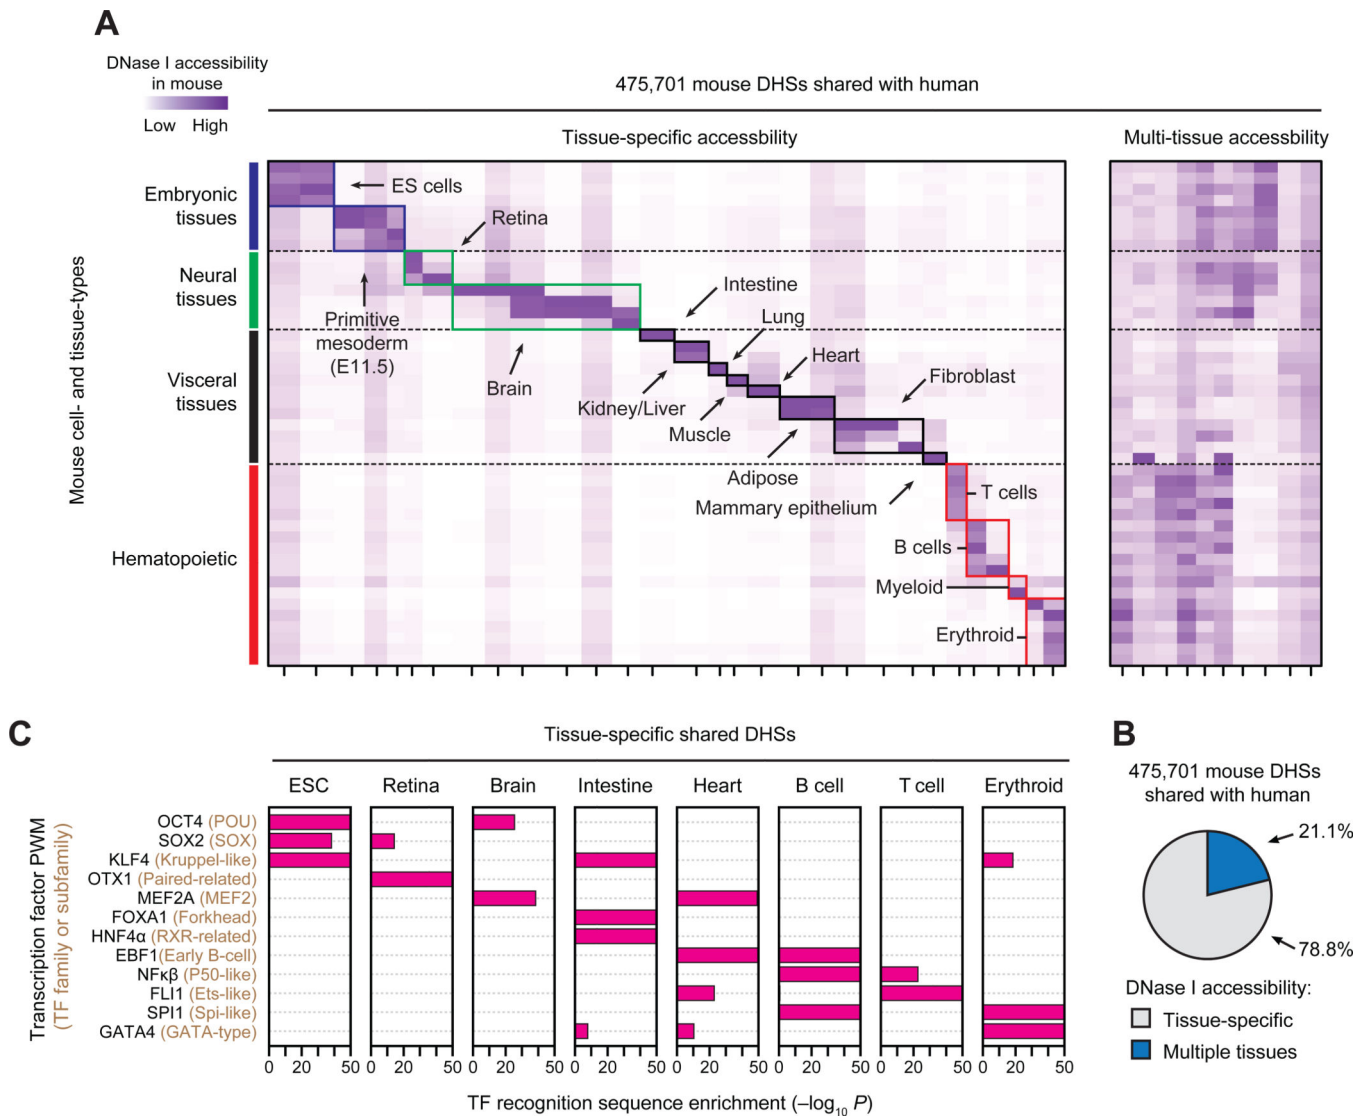 A
DNase I accessibility
in mouse
Low High
475,701 mouse DHSs shared with human
Tissue-specific accessbility
Multi-tissue accessbility
Mouse cell- and tissue-types
Embryonic
tissues
Neural
tissues
Visceral
tissues
Hematopoietic
ES cells
Retina
Primitive
mesoderm
(E11.5)
Brain
Intestine
Lung
Heart
Kidney/Liver
Muscle
Fibroblast
Adipose
Mammary epithelium
T cells
B cells
Myeloid
Erythroid
C
Tissue-specific shared DHSs
ESC Retina Brain Intestine Heart B cell T cell Erythroid
Transcription factor PWM
(TF family or subfamily)
OCT4 (POU)
SOX2 (SOX)
KLF4 (Kruppel-like)
OTX1 (Paired-related)
MEF2A (MEF2)
FOXA1 (Forkhead)
HNF4α (RXR-related)
EBF1(Early B-cell)
NFκβ (P50-like)
FLI1 (Ets-like)
SPI1 (Spi-like)
GATA4 (GATA-type)
0 20 50 0 20 50 0 20 50 0 20 50 0 20 50 0 20 50 0 20 50 0 20 50
TF recognition sequence enrichment (–log10 P)
B
475,701 mouse DHSs
shared with human
21.1%
78.8%
DNase I accessibility:
Tissue-specific
Multiple tissues